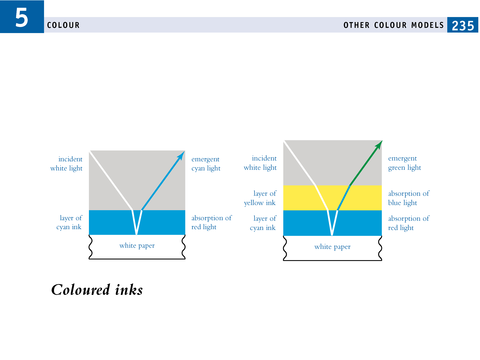 5
COLOUR
OTHER COLOUR MODELS 235
incident
white light
emergent
cyan light
layer of
cyan ink
absorption of
red light
white paper
incident
white light
emergent
green light
layer of
yellow ink
absorption of
blue light
layer of
cyan ink
absorption of
red light
white paper
Coloured inks